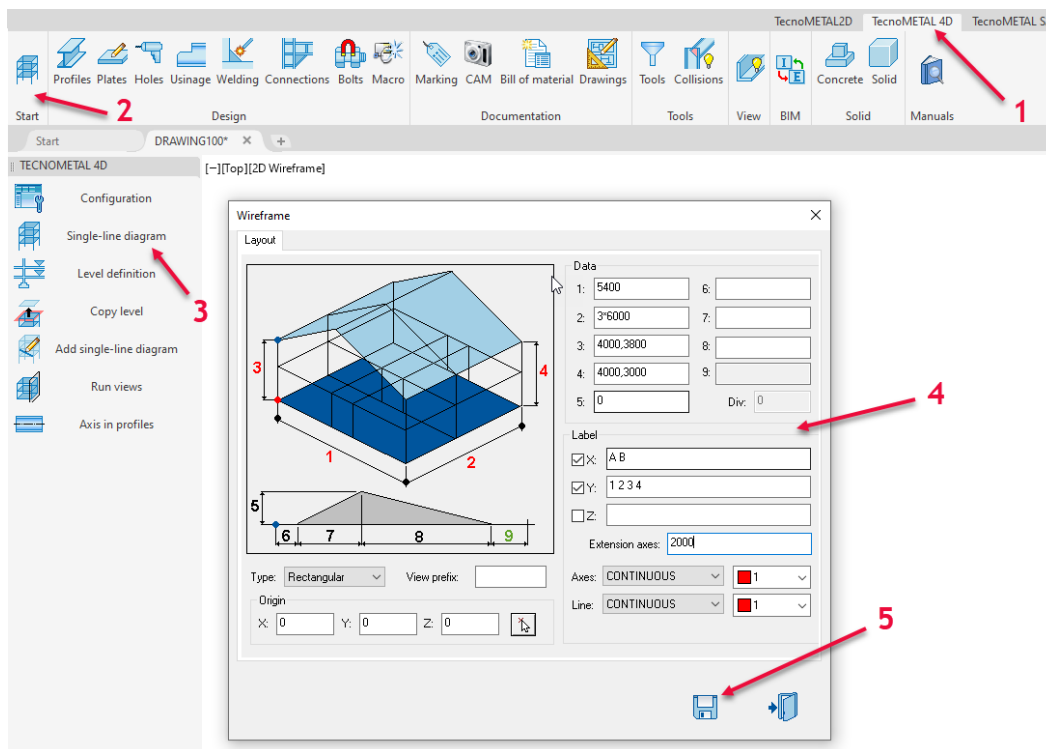 TecnoMETAL2D TecnoMETAL 4D TecnoMETAL S
1
Profiles Plates Holes Usinage Welding Connections Bolts Macro Marking CAM Bill of material Drawings Tools Collisions Concrete Solid
2
Start Design Documentation Tools View BIM Solid Manuals
Start DRAWING100* × +
TECNOMETAL 4D
[−][Top][2D Wireframe]
Configuration
Single-line diagram
3
Level definition
Copy level
Add single-line diagram
Run views
Axis in profiles
Wireframe
Layout
3
4
1
2
5
6 7 8 9
Type: Rectangular View prefix:
Origin
X: 0 Y: 0 Z: 0
Data
1: 5400 6:
2: 3*6000 7:
3: 4000,3800 8:
4: 4000,3000 9:
5: 0 Div: 0
4
Label
X: A B
Y: 1 2 3 4
Z:
Extension axes: 2000
Axes: CONTINUOUS 1
Line: CONTINUOUS 1
5